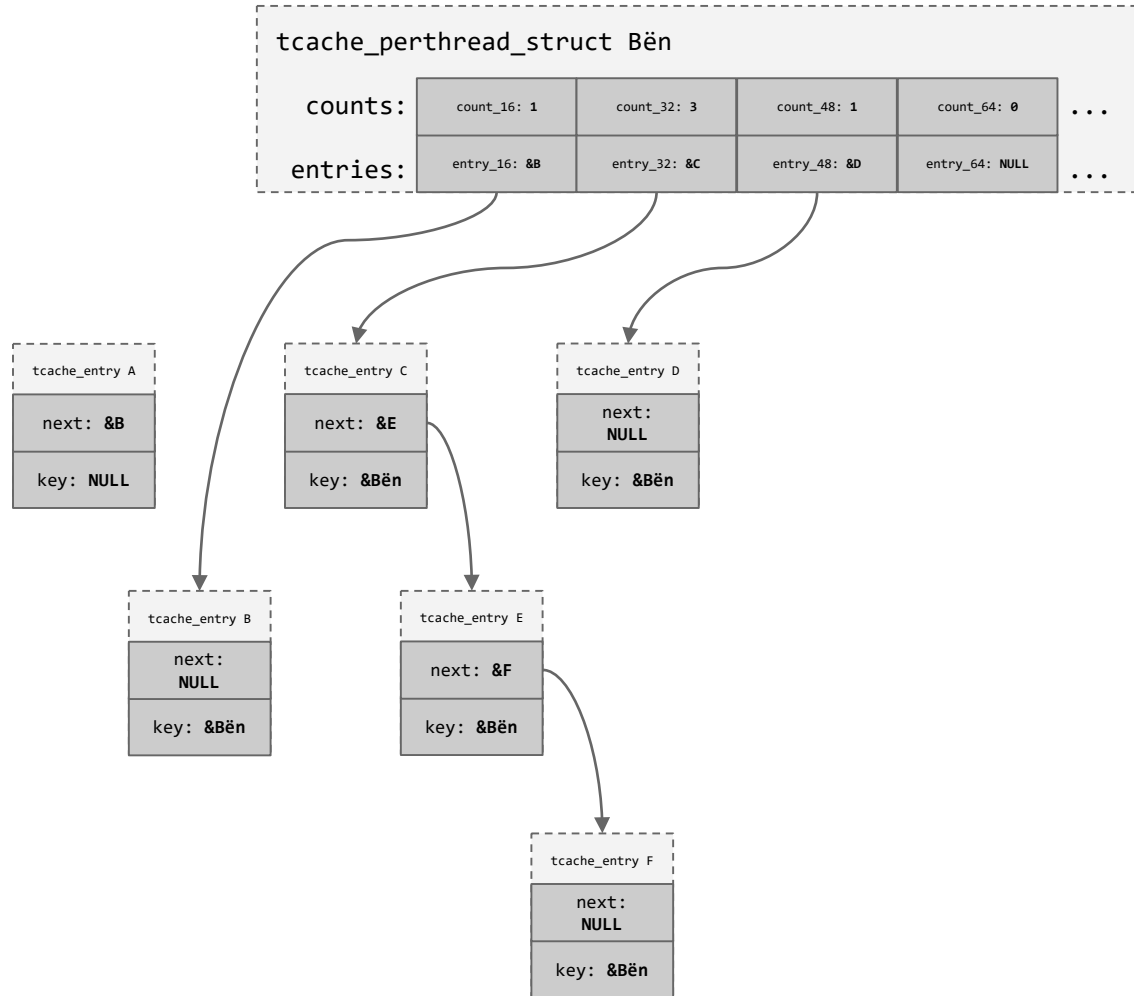 tcache_perthread_struct Bën
counts: count_16: 1 count_32: 3 count_48: 1 count_64: 0 ...
entries: entry_16: &B entry_32: &C entry_48: &D entry_64: NULL ...
tcache_entry A
next: &B
key: NULL
tcache_entry C
next: &E
key: &Bën
tcache_entry D
next:
NULL
key: &Bën
tcache_entry B
next:
NULL
key: &Bën
tcache_entry E
next: &F
key: &Bën
tcache_entry F
next:
NULL
key: &Bën